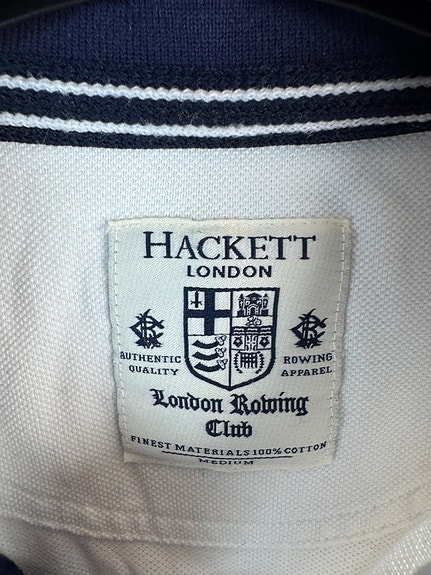 HACKETT
LONDON
AUTHENTIC ROWING
QUALITY APPAREL
London Rowing
Club
FINEST MATERIALS 100% COTTON
MEDIUM